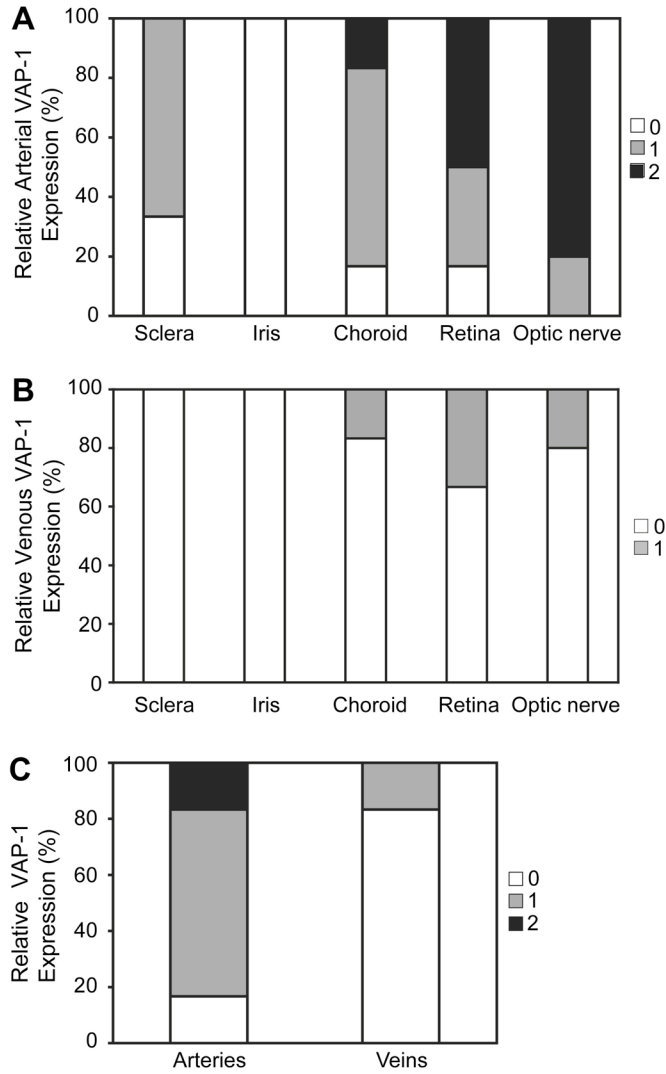 A
Relative Arterial VAP-1
Expression (%)
100
80
60
40
20
0
Sclera Iris Choroid Retina Optic nerve
0
1
2
B
Relative Venous VAP-1
Expression (%)
100
80
60
40
20
0
Sclera Iris Choroid Retina Optic nerve
0
1
C
Relative VAP-1
Expression (%)
100
80
60
40
20
0
Arteries Veins
0
1
2